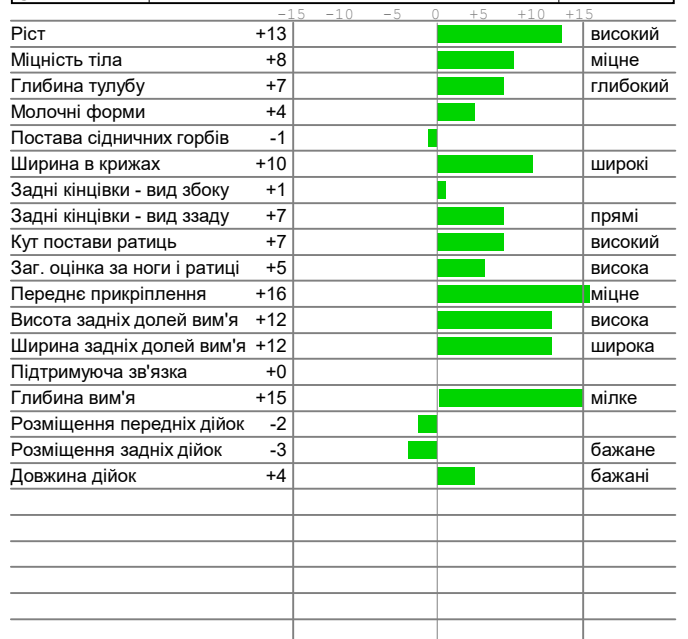 -15 -10 -5 0 +5 +10 +15
Ріст +13 високий
Міцність тіла +8 міцне
Глибина тулубу +7 глибокий
Молочні форми +4
Постава сідничних горбів -1
Ширина в крижах +10 широкі
Задні кінцівки - вид збоку +1
Задні кінцівки - вид ззаду +7 прямі
Кут постави ратиць +7 високий
Заг. оцінка за ноги і ратиці +5 висока
Переднє прикріплення +16 міцне
Висота задніх долей вим'я +12 висока
Ширина задніх долей вим'я +12 широка
Підтримуюча зв'язка +0
Глибина вим'я +15 мілке
Розміщення передніх дійок -2
Розміщення задніх дійок -3 бажане
Довжина дійок +4 бажані